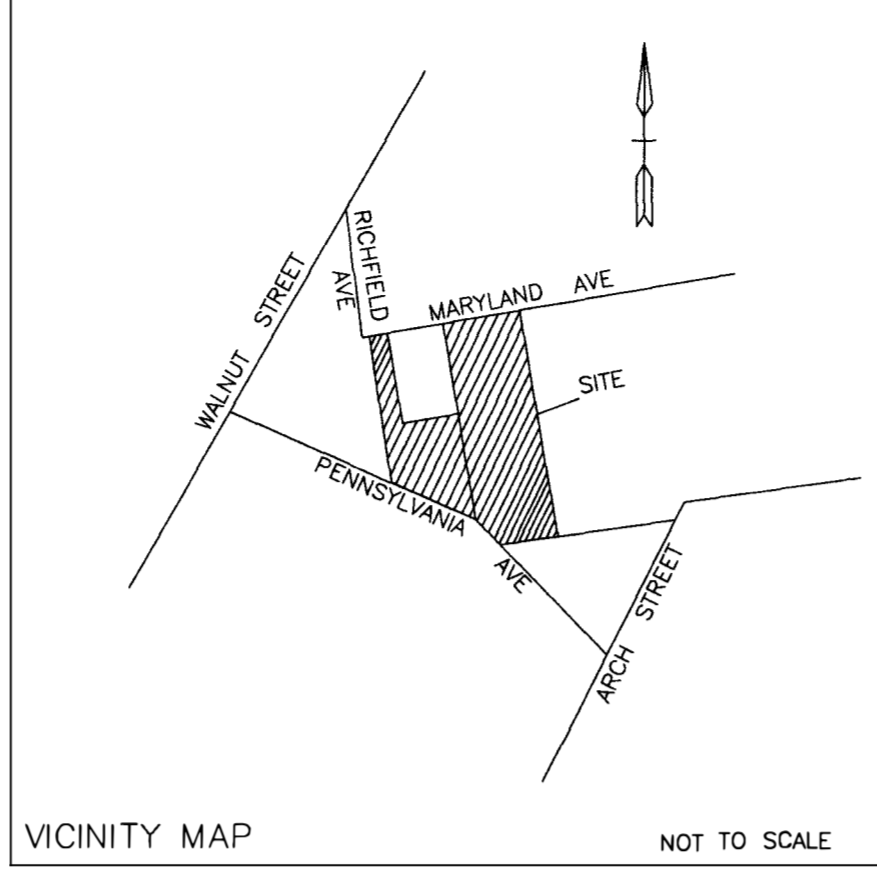 RICHFIELD
AVE
WALNUT STREET
MARYLAND AVE
SITE
PENNSYLVANIA
AVE
ARCH STREET
VICINITY MAP
NOT TO SCALE